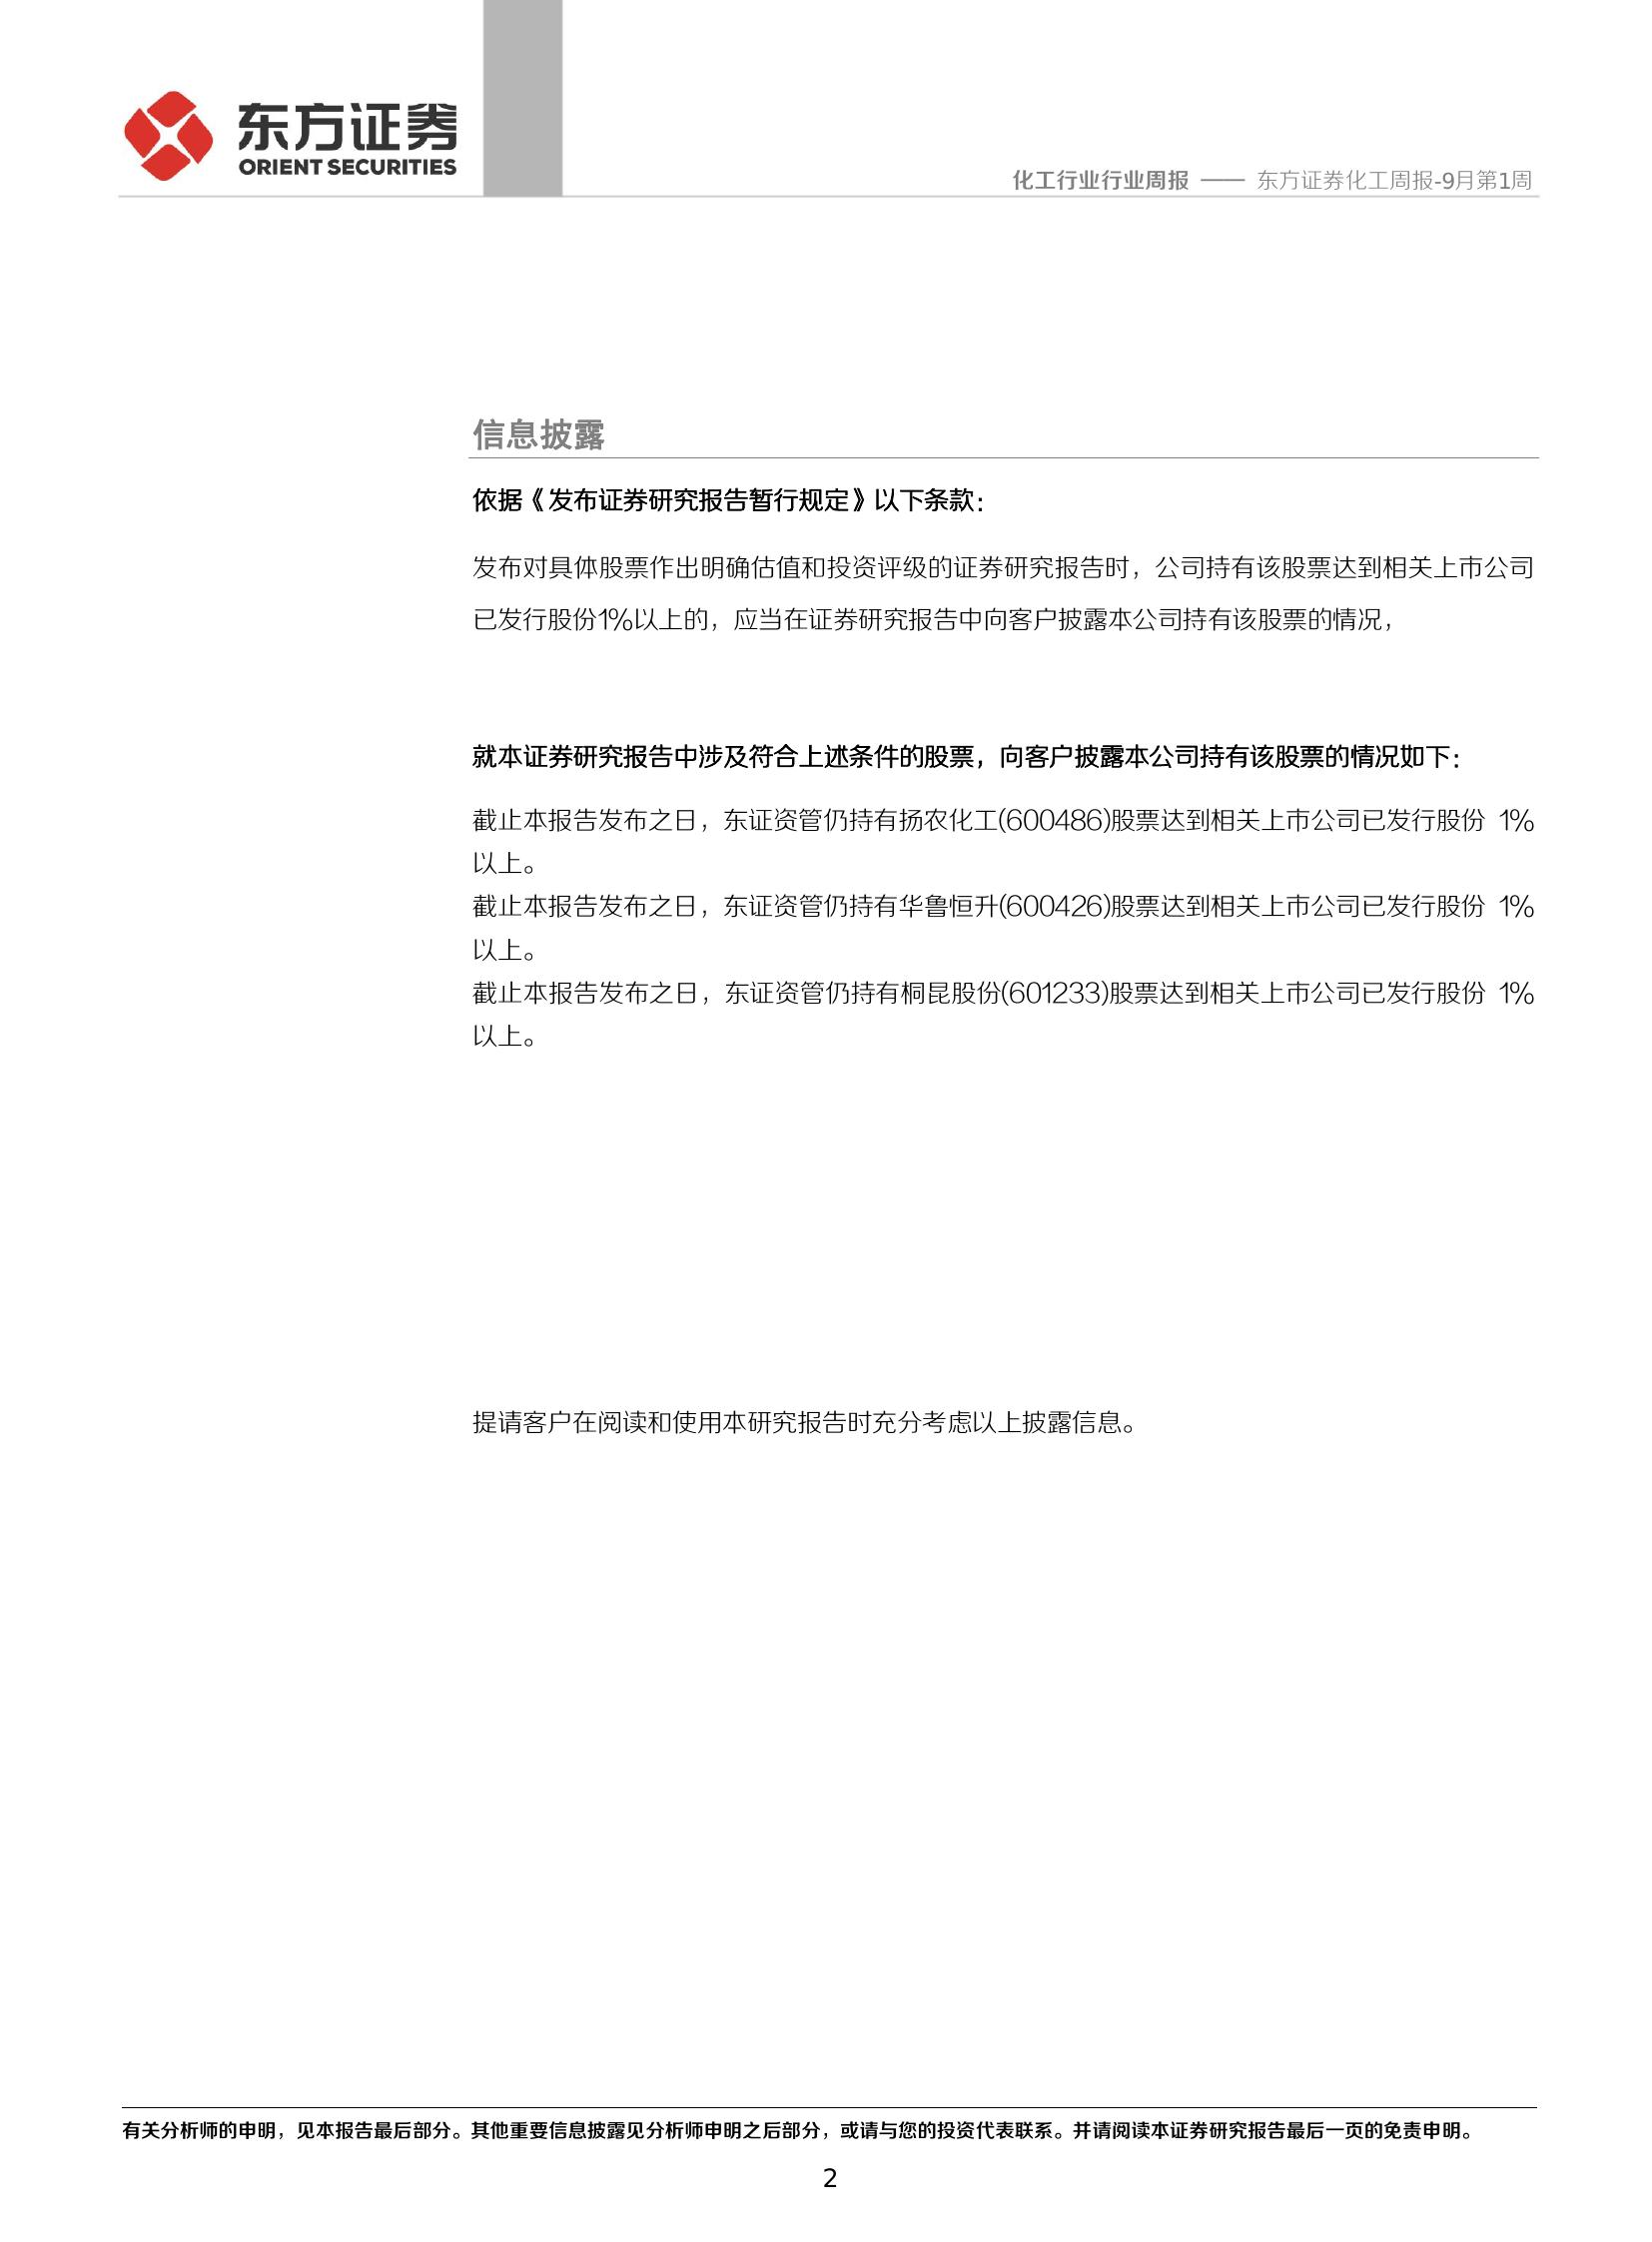 东方证券
ORIENT SECURITIES
化工行业行业周报 —— 东方证券化工周报-9月第1周
信息披露
依据《发布证券研究报告暂行规定》以下条款：
发布对具体股票作出明确估值和投资评级的证券研究报告时，公司持有该股票达到相关上市公司
已发行股份1%以上的，应当在证券研究报告中向客户披露本公司持有该股票的情况，
就本证券研究报告中涉及符合上述条件的股票，向客户披露本公司持有该股票的情况如下：
截止本报告发布之日，东证资管仍持有扬农化工(600486)股票达到相关上市公司已发行股份 1%
以上。
截止本报告发布之日，东证资管仍持有华鲁恒升(600426)股票达到相关上市公司已发行股份 1%
以上。
截止本报告发布之日，东证资管仍持有桐昆股份(601233)股票达到相关上市公司已发行股份 1%
以上。
提请客户在阅读和使用本研究报告时充分考虑以上披露信息。
有关分析师的申明，见本报告最后部分。其他重要信息披露见分析师申明之后部分，或请与您的投资代表联系。并请阅读本证券研究报告最后一页的免责申明。
2